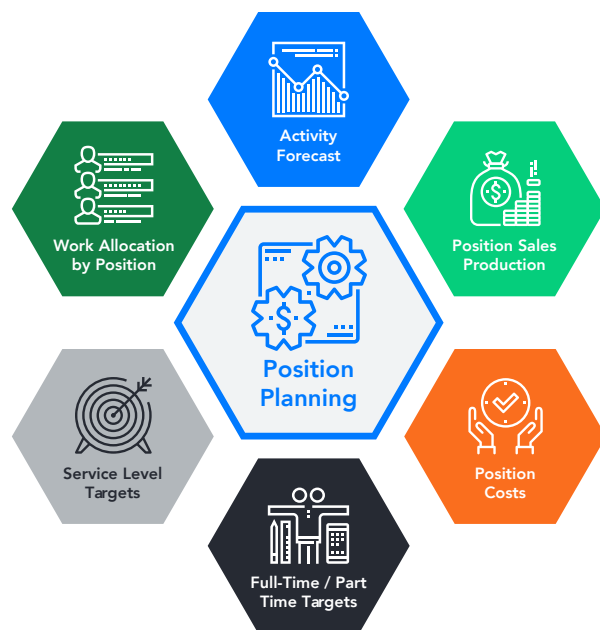 Activity
Forecast
Work Allocation
by Position
Position Sales
Production
Position
Planning
Service Level
Targets
Position
Costs
Full-Time / Part
Time Targets